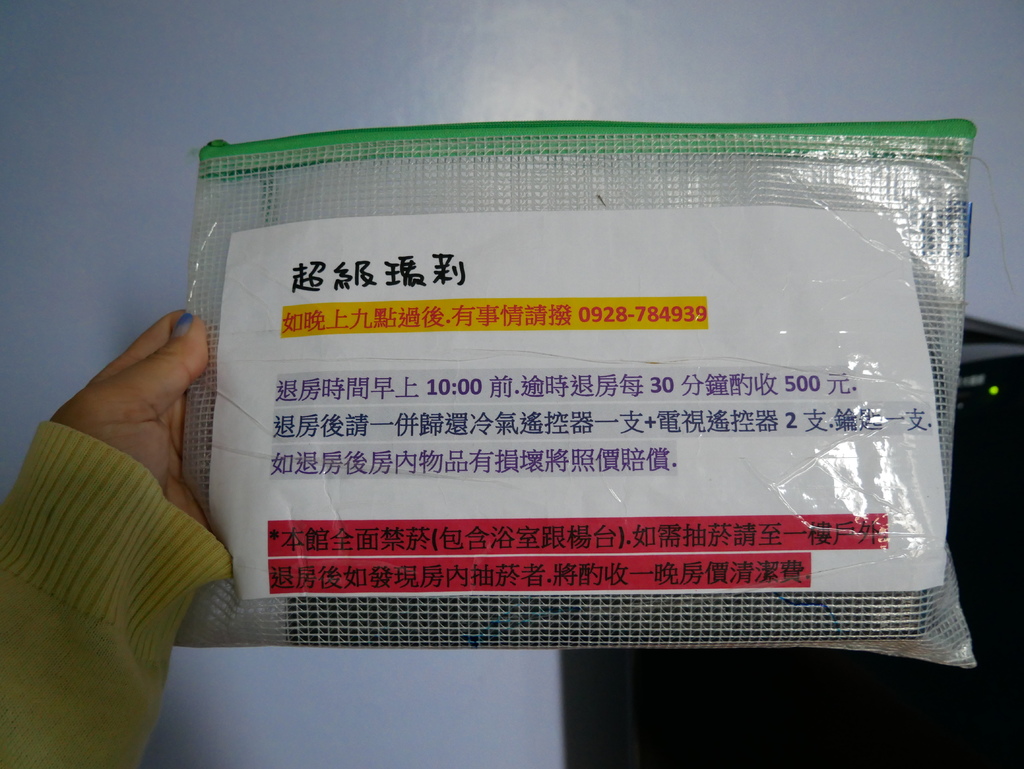 超級瑪莉
如晚上九點過後.有事情請撥 0928-784939
退房時間早上 10:00 前.逾時退房每 30 分鐘酌收 500 元.
退房後請一併歸還冷氣遙控器一支+電視遙控器 2 支.鑰匙一支.
如退房後房內物品有損壞將照價賠償.
*本館全面禁菸(包含浴室跟楊台).如需抽菸請至一樓戶外.
退房後如發現房內抽菸者.將酌收一晚房價清潔費.